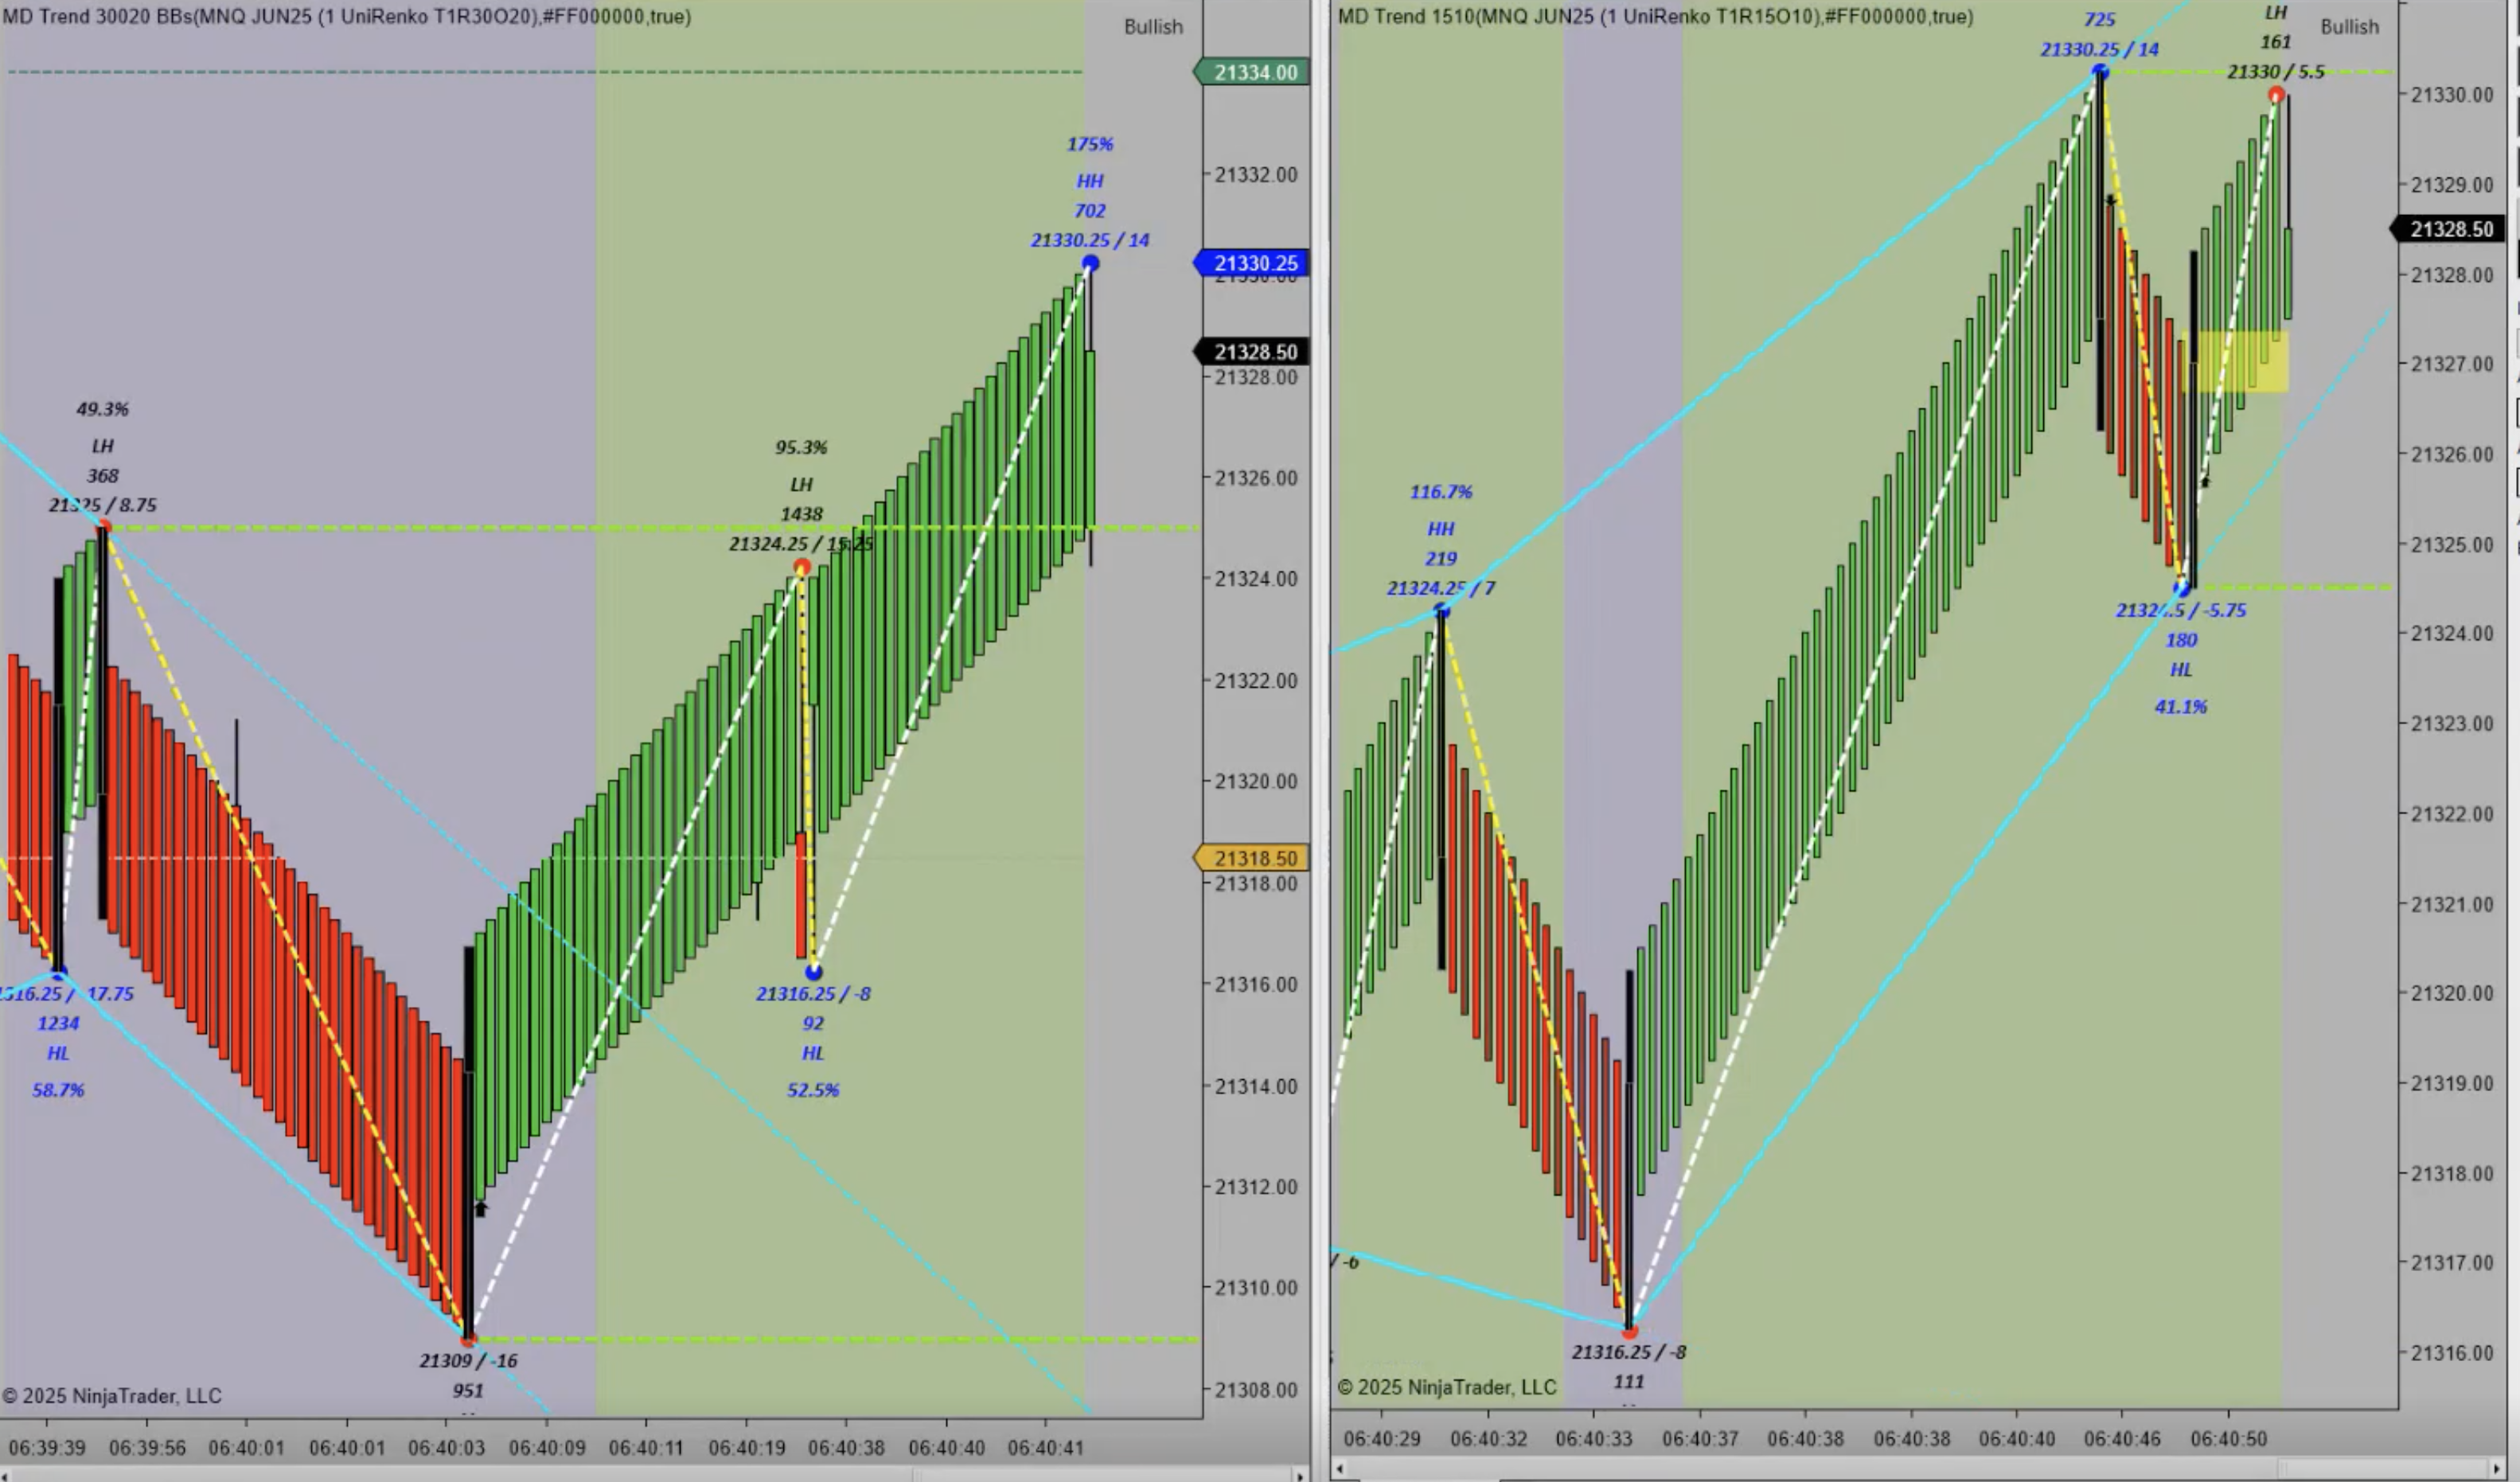 MD Trend 30020 BBs(MNQ JUN25 (1 UniRenko T1R30O20),#FF000000,true)
Bullish
21334.00
21332.00
175%
HH
702
21330.25 / 14
21330.25
21328.50
21328.00
49.3%
LH
368
21325 / 8.75
95.3%
LH
1438
21324.25 / 15.25
21326.00
21324.00
21322.00
21320.00
21318.50
21318.00
21316.00
17.75
1234
HL
58.7%
21316.25 / -8
92
HL
52.5%
21314.00
21312.00
21310.00
21309 / -16
951
21308.00
© 2025 NinjaTrader, LLC
06:39:39 06:39:56 06:40:01 06:40:01 06:40:03 06:40:09 06:40:11 06:40:19 06:40:38 06:40:40 06:40:41
MD Trend 1510(MNQ JUN25 (1 UniRenko T1R15O10),#FF000000,true)
Bullish
725
21330.25 / 14
LH
161
21330 / 5.5
21330.00
21329.00
21328.50
21328.00
21327.00
21326.00
116.7%
HH
219
21324.25 / 7
21325.00
21324.00
21324.5 / -5.75
180
HL
41.1%
21323.00
21322.00
21321.00
21320.00
21319.00
21318.00
21317.00
/ -6
21316.25 / -8
111
21316.00
© 2025 NinjaTrader, LLC
06:40:29 06:40:32 06:40:33 06:40:37 06:40:38 06:40:38 06:40:40 06:40:46 06:40:50